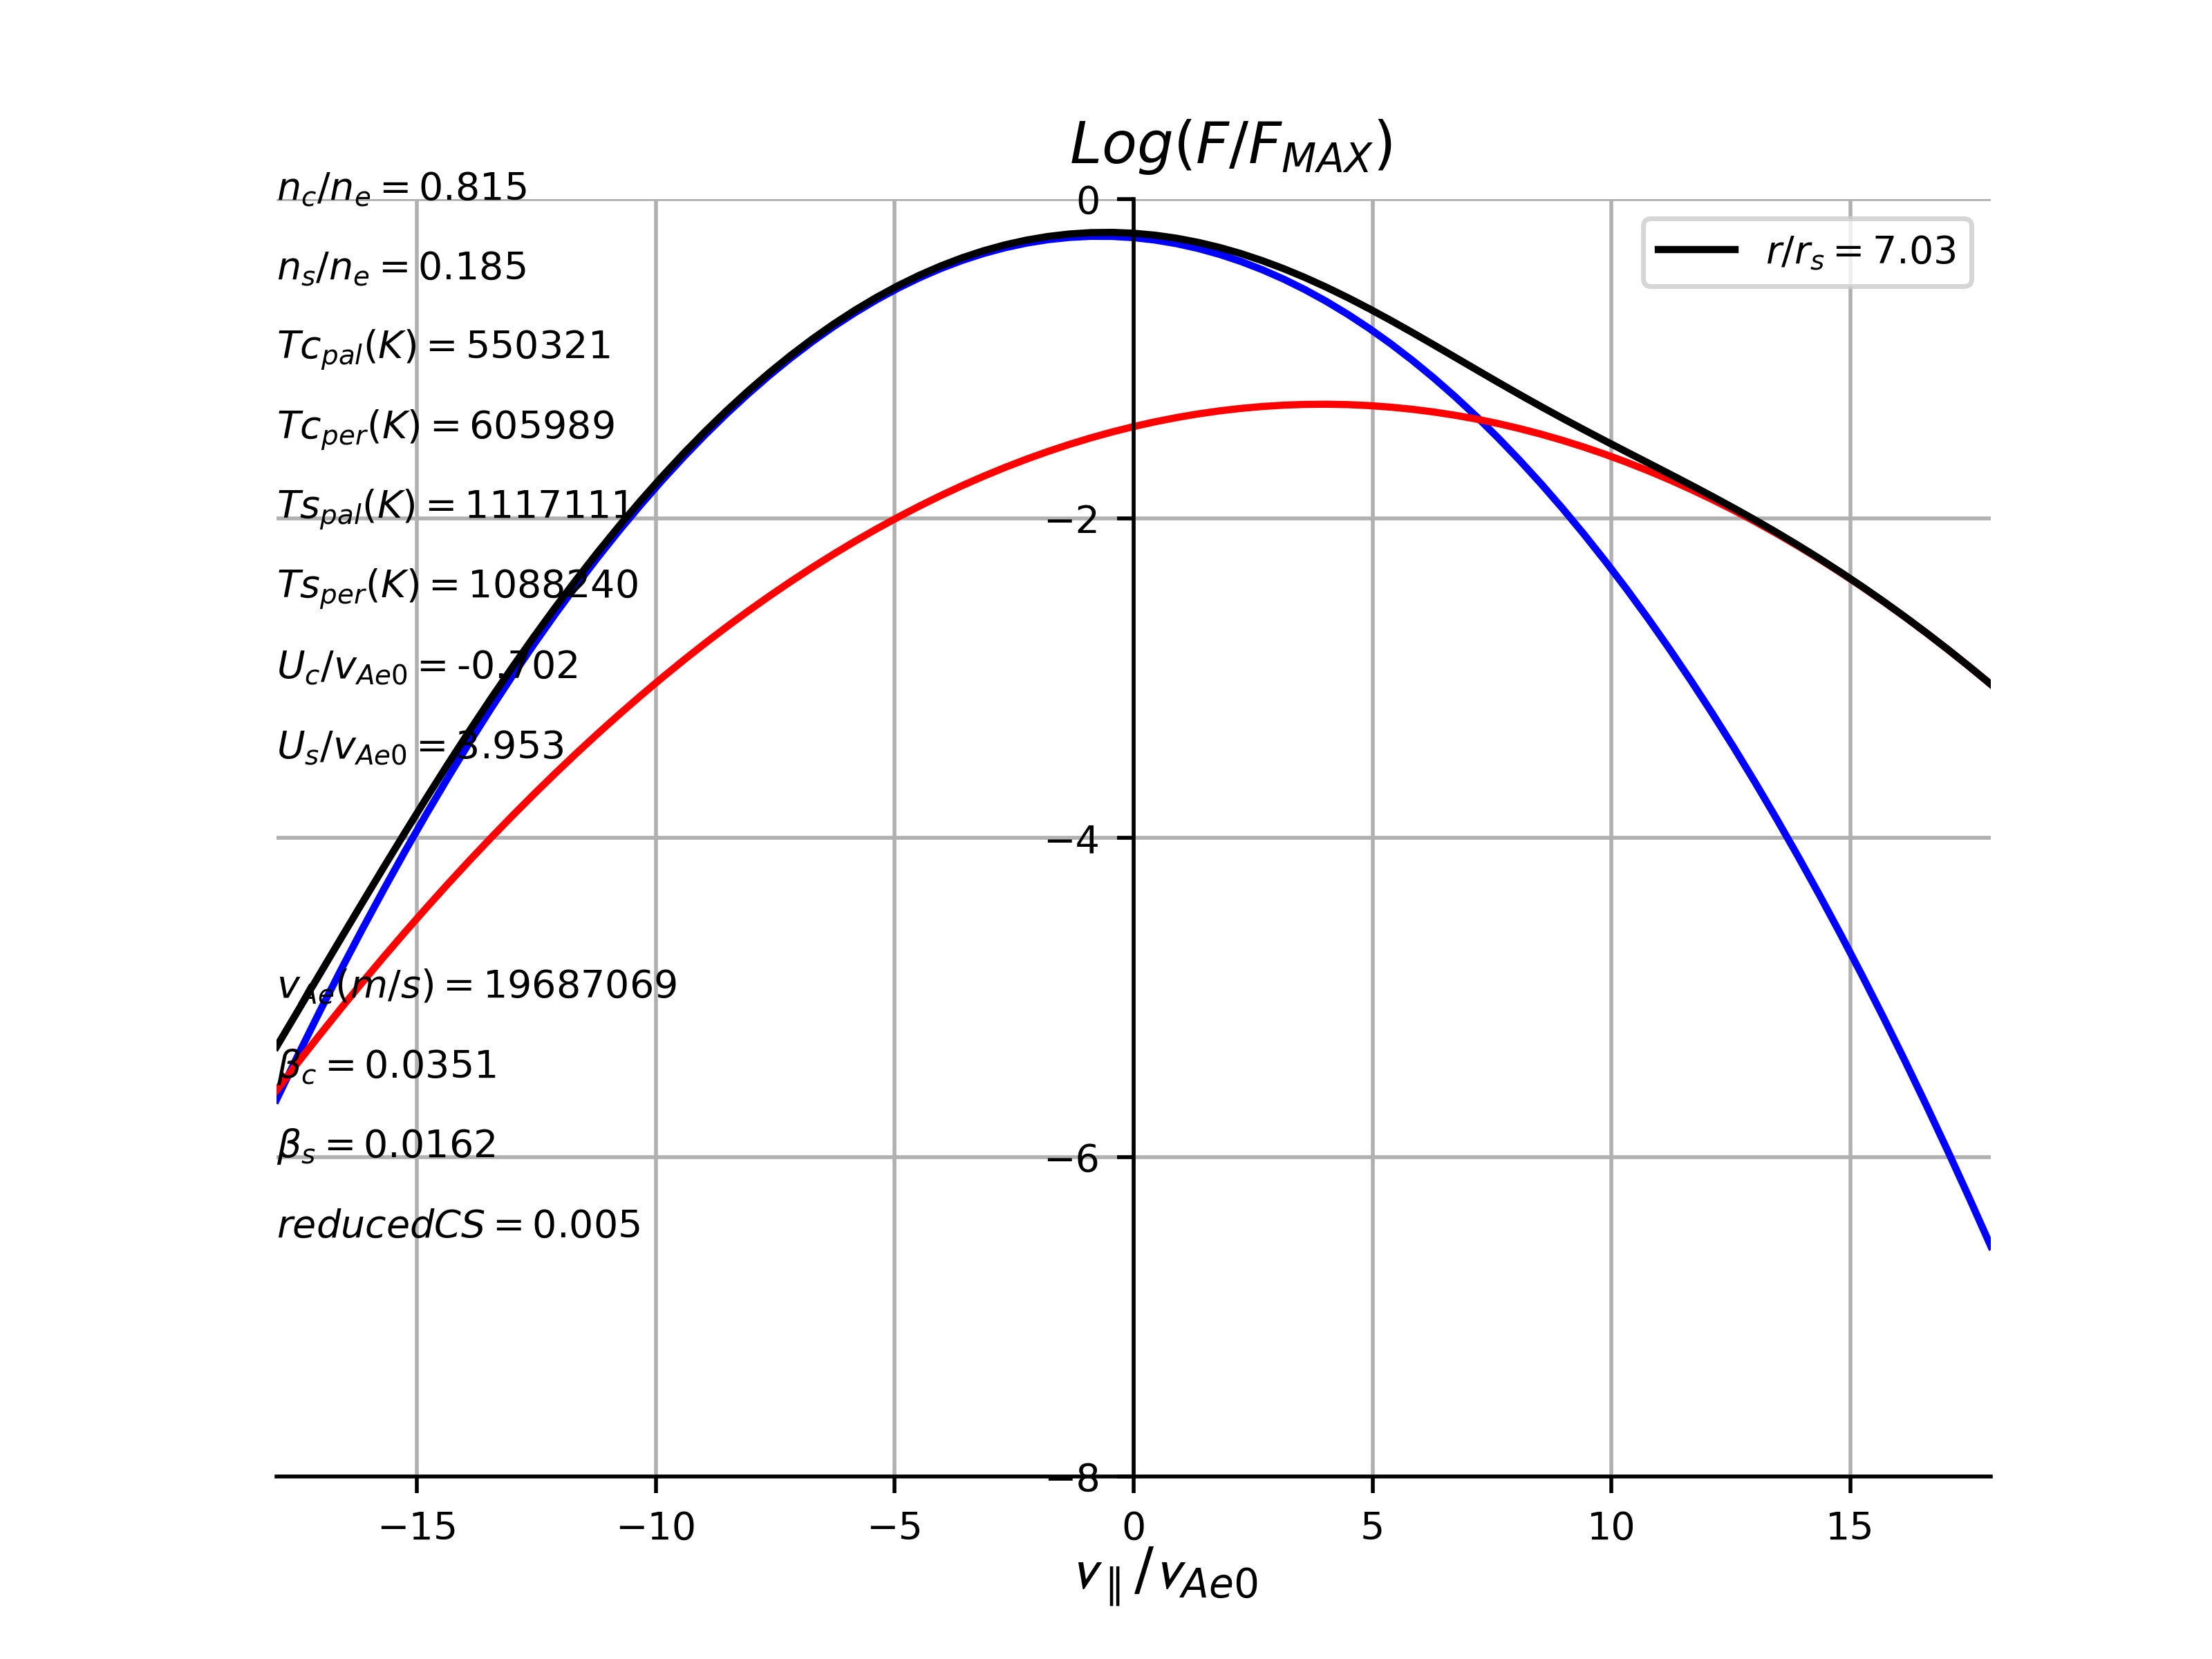 Log(F/F_MAX)
n_c/n_e = 0.815
0
r/r_s = 7.03
n_s/n_e = 0.185
Tc_pal(K) = 550321
Tc_per(K) = 605989
Ts_pal(K) = 1117111
−2
Ts_per(K) = 1088240
U_c/v_Ae0 = -0.702
U_s/v_Ae0 = 3.953
−4
v_Ae(m/s) = 19687069
β_c = 0.0351
β_s = 0.0162
−6
reducedCS = 0.005
−8
−15 −10 −5 0 5 10 15
v_∥/v_Ae0